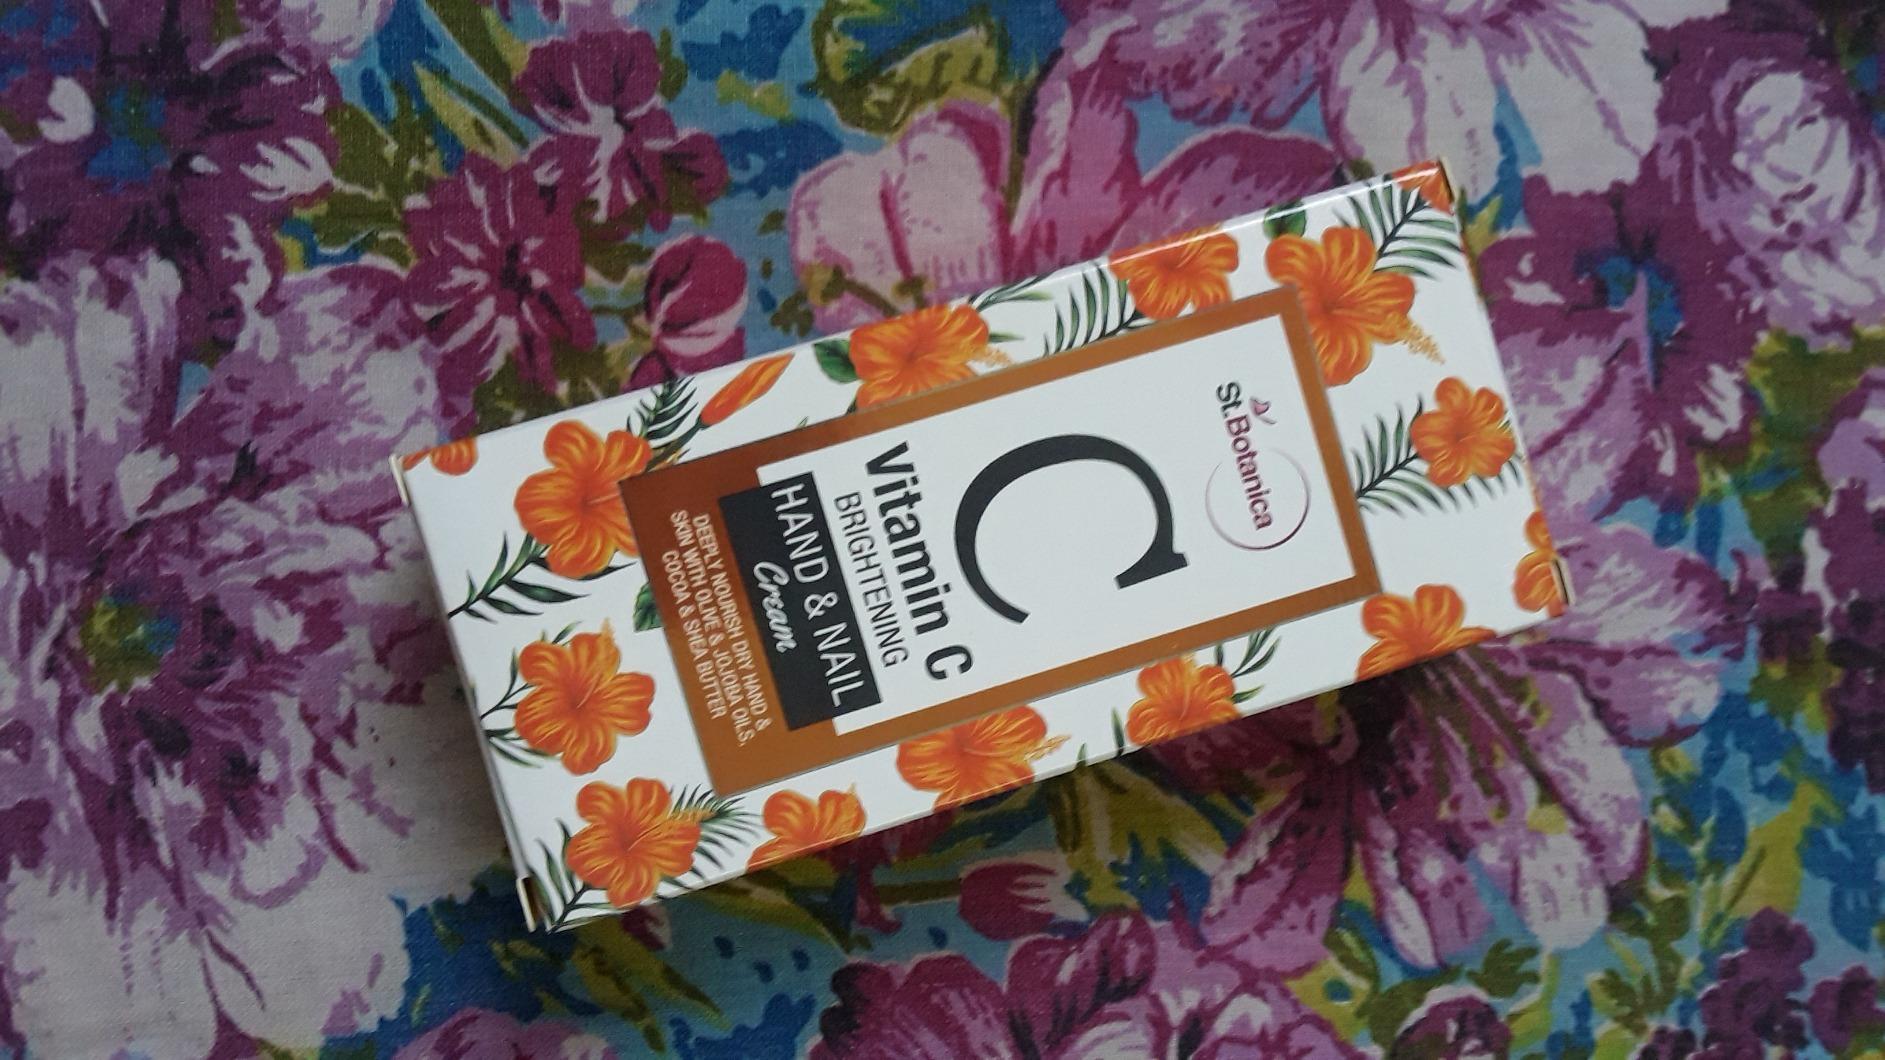 St.Botanica
C
Vitamin C
BRIGHTENING
HAND & NAIL
Cream
DEEPLY NOURISH DRY HAND &
SKIN WITH OLIVE & JOJOBA OILS,
COCOA & SHEA BUTTER